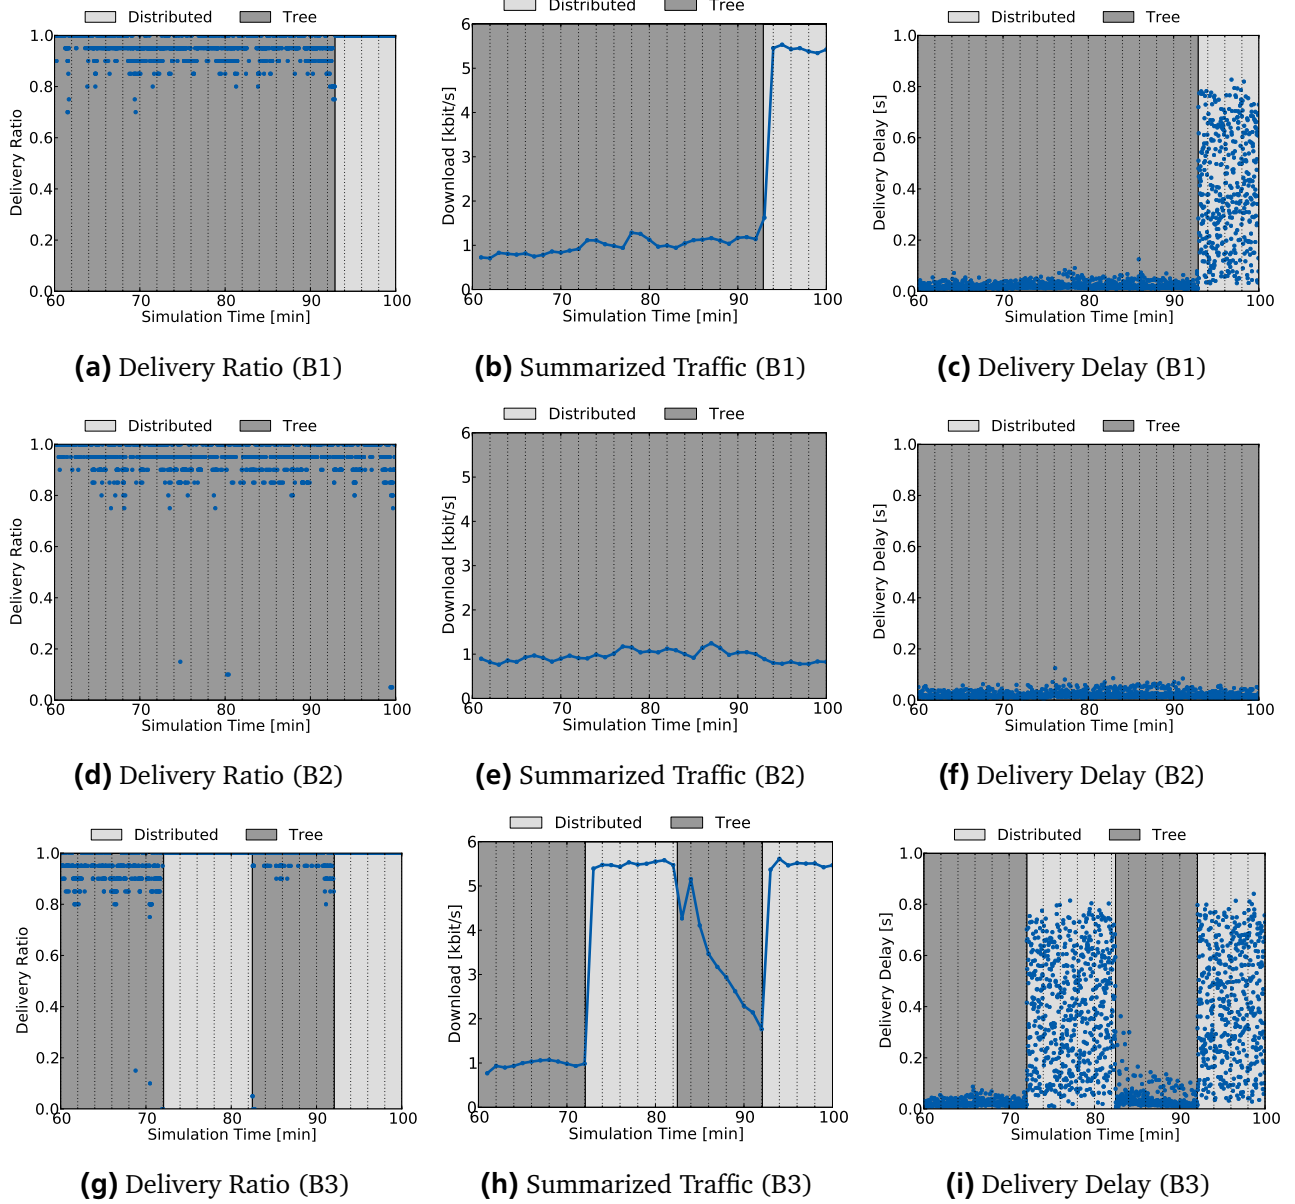 Distributed Tree
Delivery Ratio
1.0
0.8
0.6
0.4
0.2
0.0
60 70 80 90 100
Simulation Time [min]
(a) Delivery Ratio (B1)
Distributed Tree
Download [kbit/s]
6
5
4
3
2
1
0
60 70 80 90 100
Simulation Time [min]
(b) Summarized Traffic (B1)
Distributed Tree
Delivery Delay [s]
1.0
0.8
0.6
0.4
0.2
0.0
60 70 80 90 100
Simulation Time [min]
(c) Delivery Delay (B1)
Distributed Tree
Delivery Ratio
1.0
0.8
0.6
0.4
0.2
0.0
60 70 80 90 100
Simulation Time [min]
(d) Delivery Ratio (B2)
Distributed Tree
Download [kbit/s]
6
5
4
3
2
1
0
60 70 80 90 100
Simulation Time [min]
(e) Summarized Traffic (B2)
Distributed Tree
Delivery Delay [s]
1.0
0.8
0.6
0.4
0.2
0.0
60 70 80 90 100
Simulation Time [min]
(f) Delivery Delay (B2)
Distributed Tree
Delivery Ratio
1.0
0.8
0.6
0.4
0.2
0.0
60 70 80 90 100
Simulation Time [min]
(g) Delivery Ratio (B3)
Distributed Tree
Download [kbit/s]
6
5
4
3
2
1
0
60 70 80 90 100
Simulation Time [min]
(h) Summarized Traffic (B3)
Distributed Tree
Delivery Delay [s]
1.0
0.8
0.6
0.4
0.2
0.0
60 70 80 90 100
Simulation Time [min]
(i) Delivery Delay (B3)